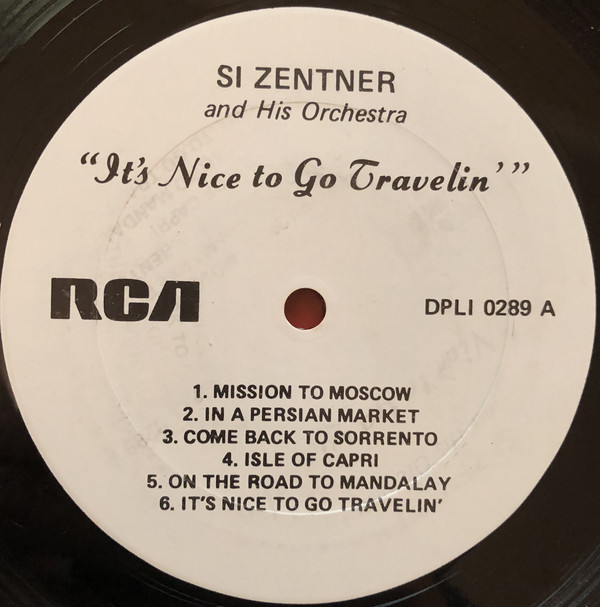 SI ZENTNER
and His Orchestra
“It's Nice to Go Travelin' ”
RCA
DPLI 0289 A
1. MISSION TO MOSCOW
2. IN A PERSIAN MARKET
3. COME BACK TO SORRENTO
4. ISLE OF CAPRI
5. ON THE ROAD TO MANDALAY
6. IT'S NICE TO GO TRAVELIN'